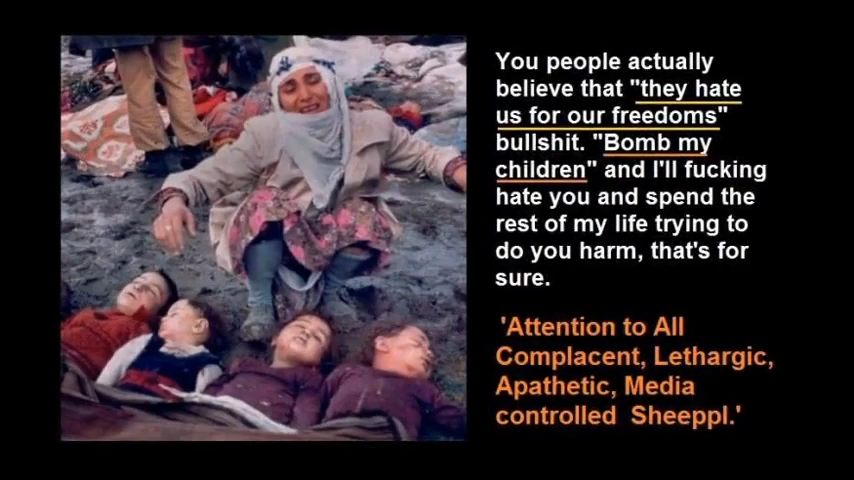 You people actually
believe that "they hate
us for our freedoms"
bullshit. "Bomb my
children" and I'll fucking
hate you and spend the
rest of my life trying to
do you harm, that's for
sure.
'Attention to All
Complacent, Lethargic,
Apathetic, Media
controlled Sheeppl.'